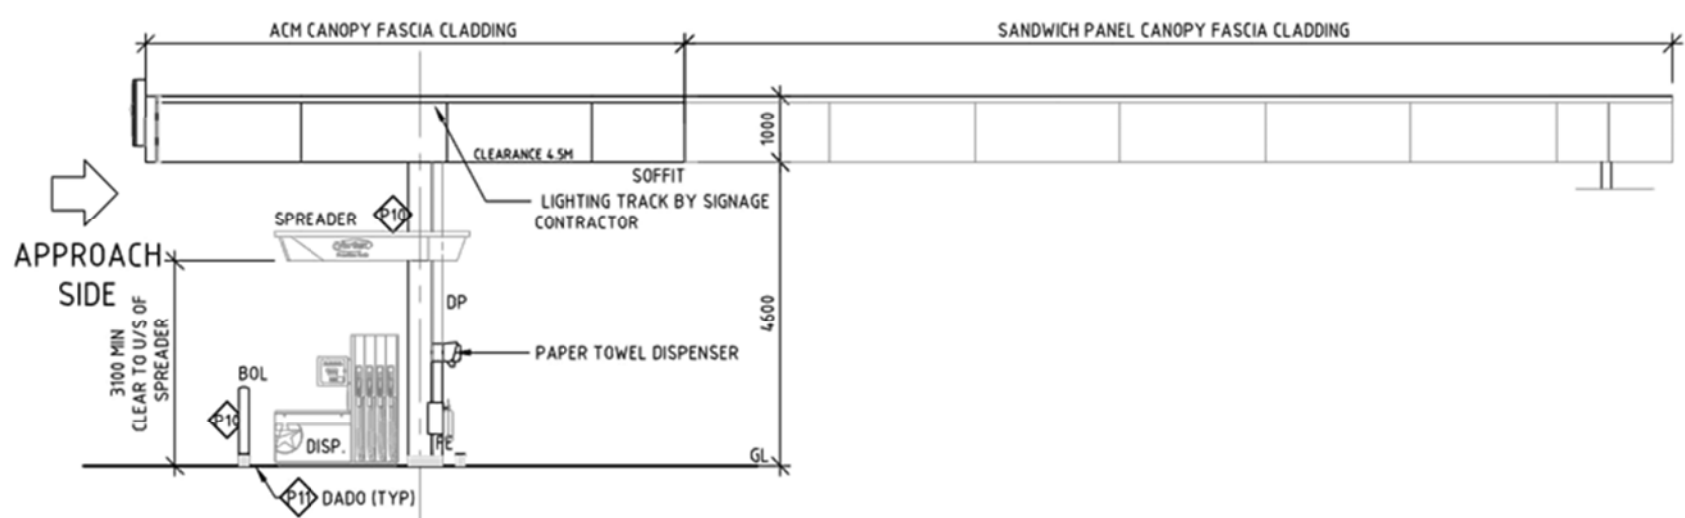 ACM CANOPY FASCIA CLADDING
SANDWICH PANEL CANOPY FASCIA CLADDING
1000
CLEARANCE 4.5M
SOFFIT
LIGHTING TRACK BY SIGNAGE
CONTRACTOR
SPREADER
P10
APPROACH
SIDE
3100 MIN
CLEAR TO U/S OF
SPREADER
DP
4600
PAPER TOWEL DISPENSER
BOL
P10
DISP.
FE
GL
P11
DADO (TYP)